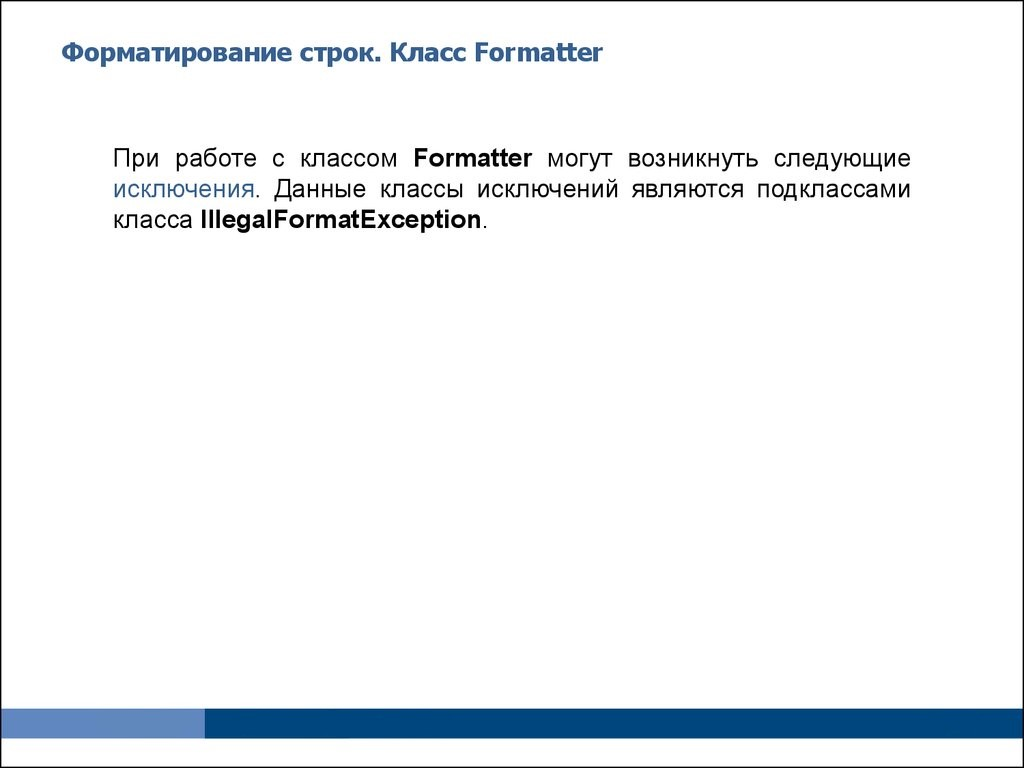 Форматирование строк. Класс Formatter
При работе с классом Formatter могут возникнуть следующие
исключения. Данные классы исключений являются подклассами
класса IllegalFormatException.